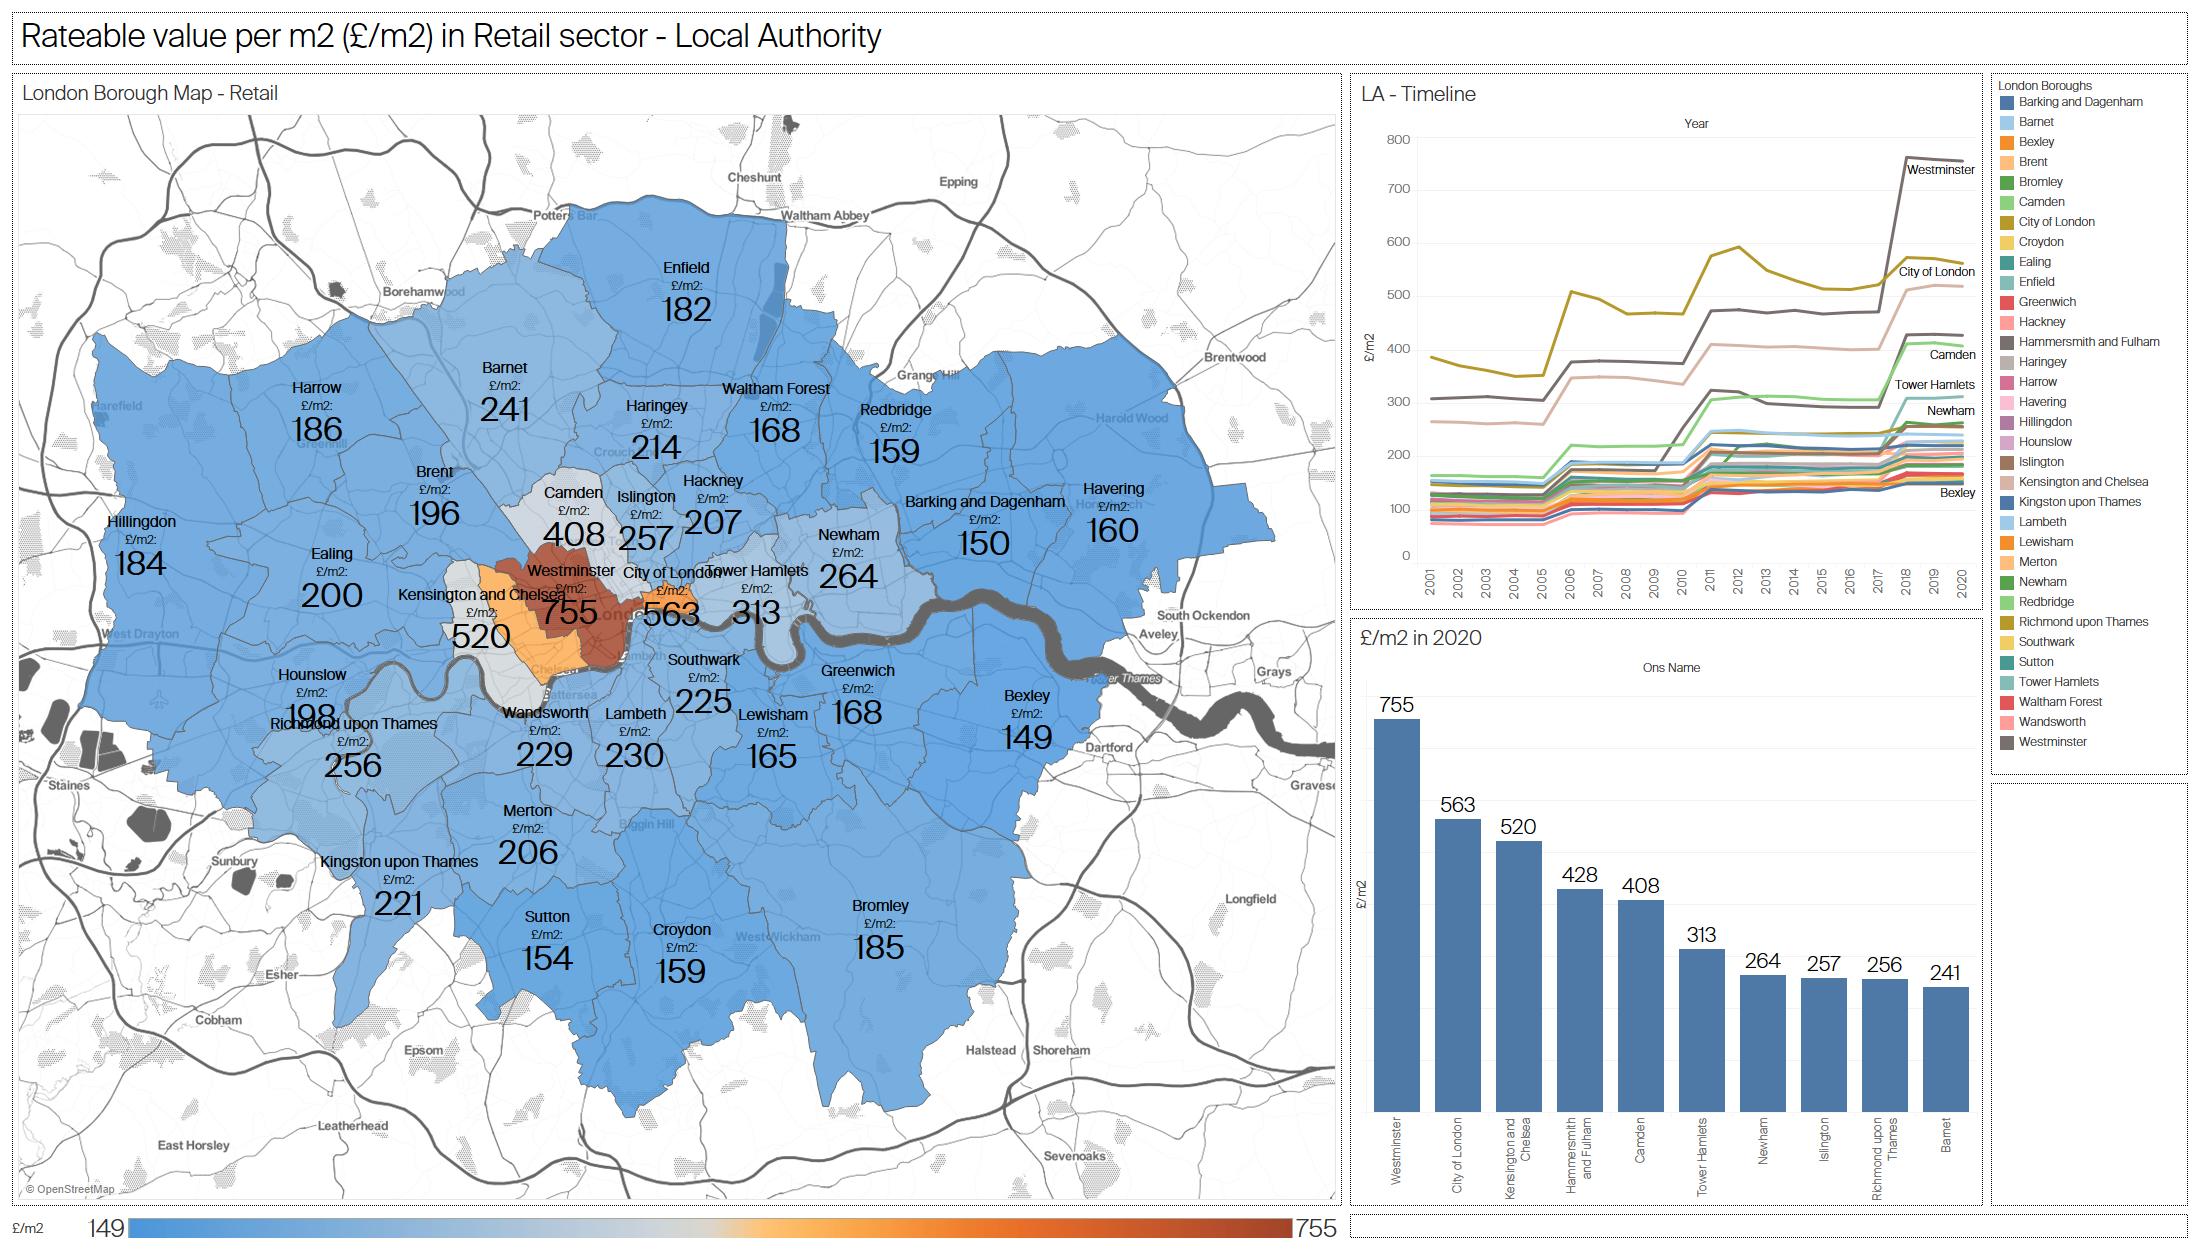 Rateable value per m2 (£/m2) in Retail sector - Local Authority
London Borough Map - Retail
Cheshunt
Epping
Potters Bar
Waltham Abbey
Enfield
£/m2:
182
Borehamwood
Brentwood
Barnet
£/m2:
241
Grange Hill
Harrow
£/m2:
186
Waltham Forest
£/m2:
168
Haringey
£/m2:
214
Redbridge
£/m2:
159
Harefield
Harold Wood
Greenhill
Crouch End
Brent
£/m2:
196
Camden
£/m2:
408
Islington
£/m2:
257
Hackney
£/m2:
207
Barking and Dagenham
£/m2:
150
Havering
£/m2:
160
Hillingdon
£/m2:
184
Ealing
£/m2:
200
Newham
£/m2:
264
Westminster
£/m2:
755
City of London
£/m2:
563
Tower Hamlets
£/m2:
313
Kensington and Chelsea
£/m2:
520
London
South Ockendon
Aveley
West Drayton
Chelsea
Lambeth
Southwark
£/m2:
225
Greenwich
£/m2:
168
Grays
River Thames
Hounslow
£/m2:
198
Battersea
Bexley
£/m2:
149
Richmond upon Thames
£/m2:
256
Wandsworth
£/m2:
229
Lambeth
£/m2:
230
Lewisham
£/m2:
165
Dartford
Staines
Gravese
Merton
£/m2:
206
Biggin Hill
Sunbury
Kingston upon Thames
£/m2:
221
Sutton
£/m2:
154
Croydon
£/m2:
159
West Wickham
Bromley
£/m2:
185
Longfield
Esher
Cobham
Epsom
Halstead
Shoreham
Leatherhead
East Horsley
Sevenoaks
© OpenStreetMap
£/m2
149
755
LA - Timeline
Year
800
700
600
500
400
300
200
100
0
£/m2
Westminster
City of London
Camden
Tower Hamlets
Newham
Bexley
2001
2002
2003
2004
2005
2006
2007
2008
2009
2010
2011
2012
2013
2014
2015
2016
2017
2018
2019
2020
£/m2 in 2020
Ons Name
£/m2
755
563
520
428
408
313
264
257
256
241
Westminster
City of London
Kensington and
Chelsea
Hammersmith
and Fulham
Camden
Tower Hamlets
Newham
Islington
Richmond upon
Thames
Barnet
London Boroughs
Barking and Dagenham
Barnet
Bexley
Brent
Bromley
Camden
City of London
Croydon
Ealing
Enfield
Greenwich
Hackney
Hammersmith and Fulham
Haringey
Harrow
Havering
Hillingdon
Hounslow
Islington
Kensington and Chelsea
Kingston upon Thames
Lambeth
Lewisham
Merton
Newham
Redbridge
Richmond upon Thames
Southwark
Sutton
Tower Hamlets
Waltham Forest
Wandsworth
Westminster